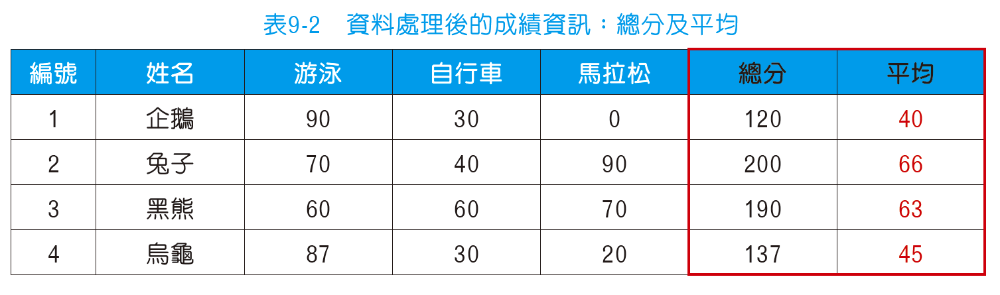 表9-2 資料處理後的成績資訊：總分及平均
編號 姓名 游泳 自行車 馬拉松 總分 平均
1 企鵝 90 30 0 120 40
2 兔子 70 40 90 200 66
3 黑熊 60 60 70 190 63
4 烏龜 87 30 20 137 45